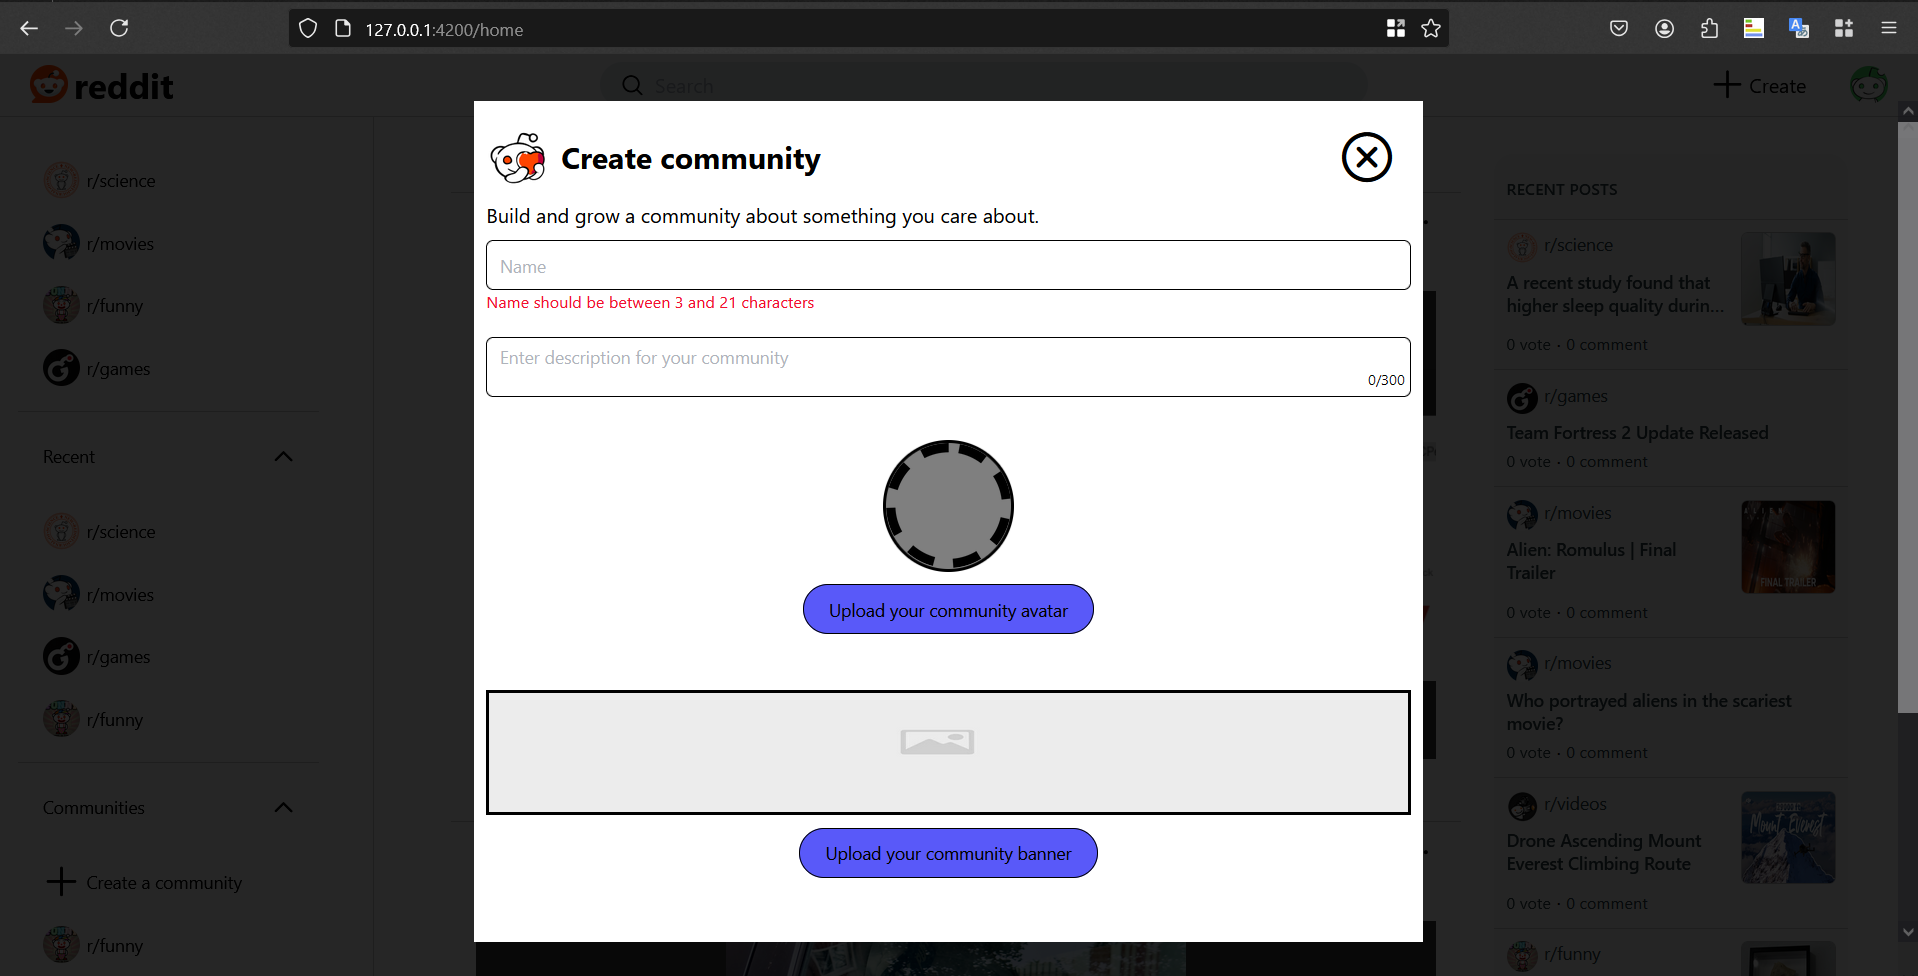 127.0.0.1:4200/home
reddit
Search
Create
r/science
r/movies
r/funny
r/games
Recent
r/science
r/movies
r/games
r/funny
Communities
Create a community
r/funny
Create community
Build and grow a community about something you care about.
Name
Name should be between 3 and 21 characters
Enter description for your community
0/300
Upload your community avatar
Upload your community banner
RECENT POSTS
r/science
A recent study found that
higher sleep quality durin...
0 vote · 0 comment
r/games
Team Fortress 2 Update Released
0 vote · 0 comment
r/movies
Alien: Romulus | Final
Trailer
FINAL TRAILER
0 vote · 0 comment
r/movies
Who portrayed aliens in the scariest
movie?
0 vote · 0 comment
r/videos
Drone Ascending Mount
Everest Climbing Route
Mount Everest
0 vote · 0 comment
r/funny